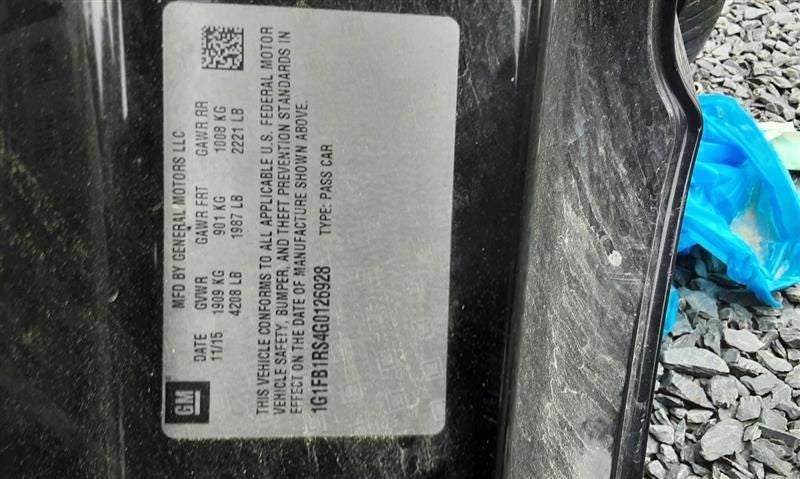 GM
MFD BY GENERAL MOTORS LLC
DATE GVWR GAWR FRT GAWR RR
11/15 1909 KG 901 KG 1008 KG
4208 LB 1987 LB 2221 LB
THIS VEHICLE CONFORMS TO ALL APPLICABLE U.S. FEDERAL MOTOR
VEHICLE SAFETY, BUMPER, AND THEFT PREVENTION STANDARDS IN
EFFECT ON THE DATE OF MANUFACTURE SHOWN ABOVE.
1G1FB1RS4G0126928 TYPE: PASS CAR